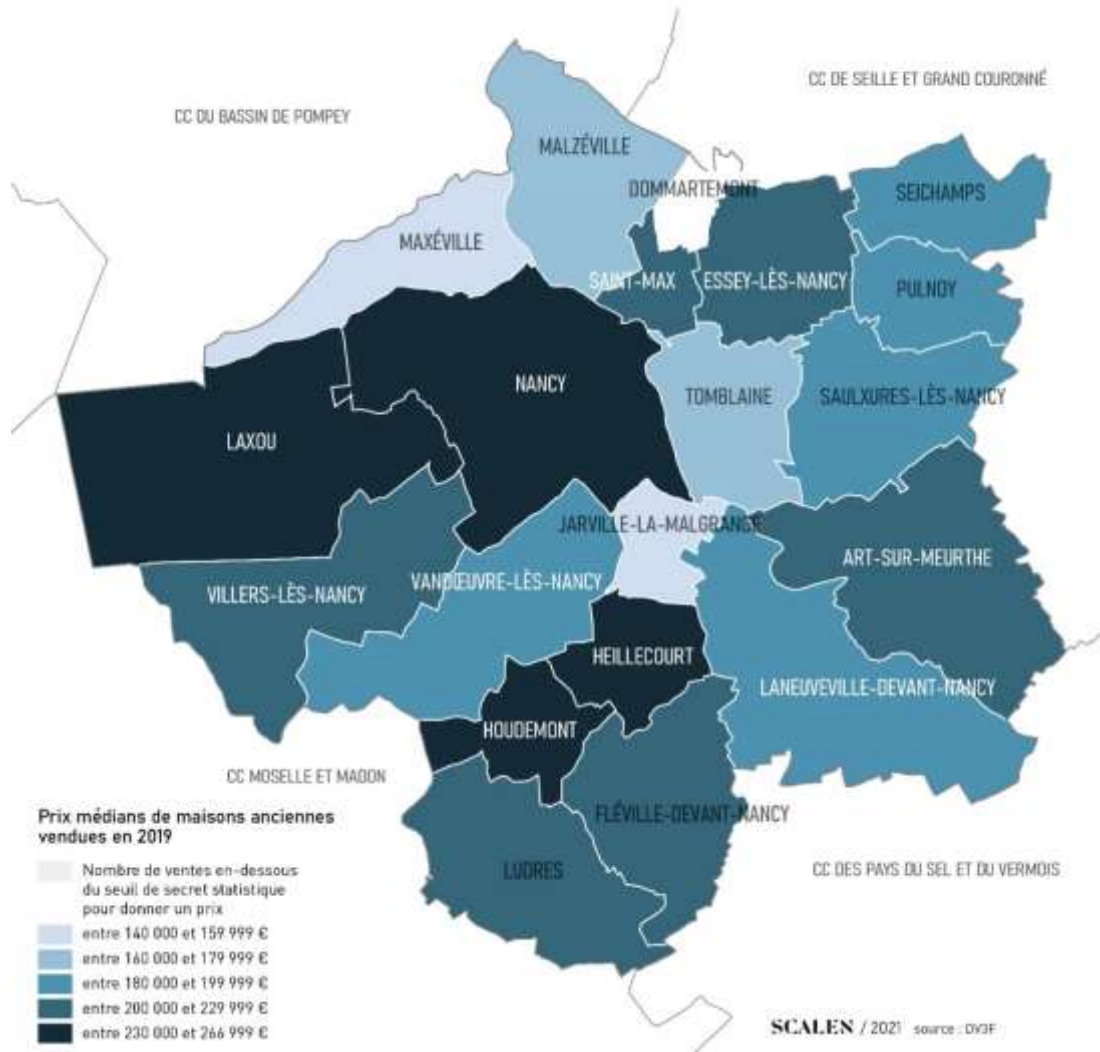 CC DE SEILLE ET GRAND COURONNÉ
CC DU BASSIN DE POMPEY
MALZÉVILLE
DOMMARTEMONT
SEICHAMPS
MAXÉVILLE
SAINT-MAX
ESSEY-LÈS-NANCY
PULNOY
NANCY
TOMBLAINE
SAULXURES-LÈS-NANCY
LAXOU
JARVILLE-LA-MALGRANGE
ART-SUR-MEURTHE
VILLERS-LÈS-NANCY
VANDŒUVRE-LÈS-NANCY
HEILLECOURT
LANEUVEVILLE-DEVANT-NANCY
HOUDEMONT
CC MOSELLE ET MADON
FLÉVILLE-DEVANT-NANCY
LUDRES
CC DES PAYS DU SEL ET DU VERMOIS
Prix médians de maisons anciennes
vendues en 2019
Nombre de ventes en-dessous
du seuil de secret statistique
pour donner un prix
entre 140 000 et 159 999 €
entre 160 000 et 179 999 €
entre 180 000 et 199 999 €
entre 200 000 et 229 999 €
entre 230 000 et 266 999 €
SCALEN / 2021 source : DV3F